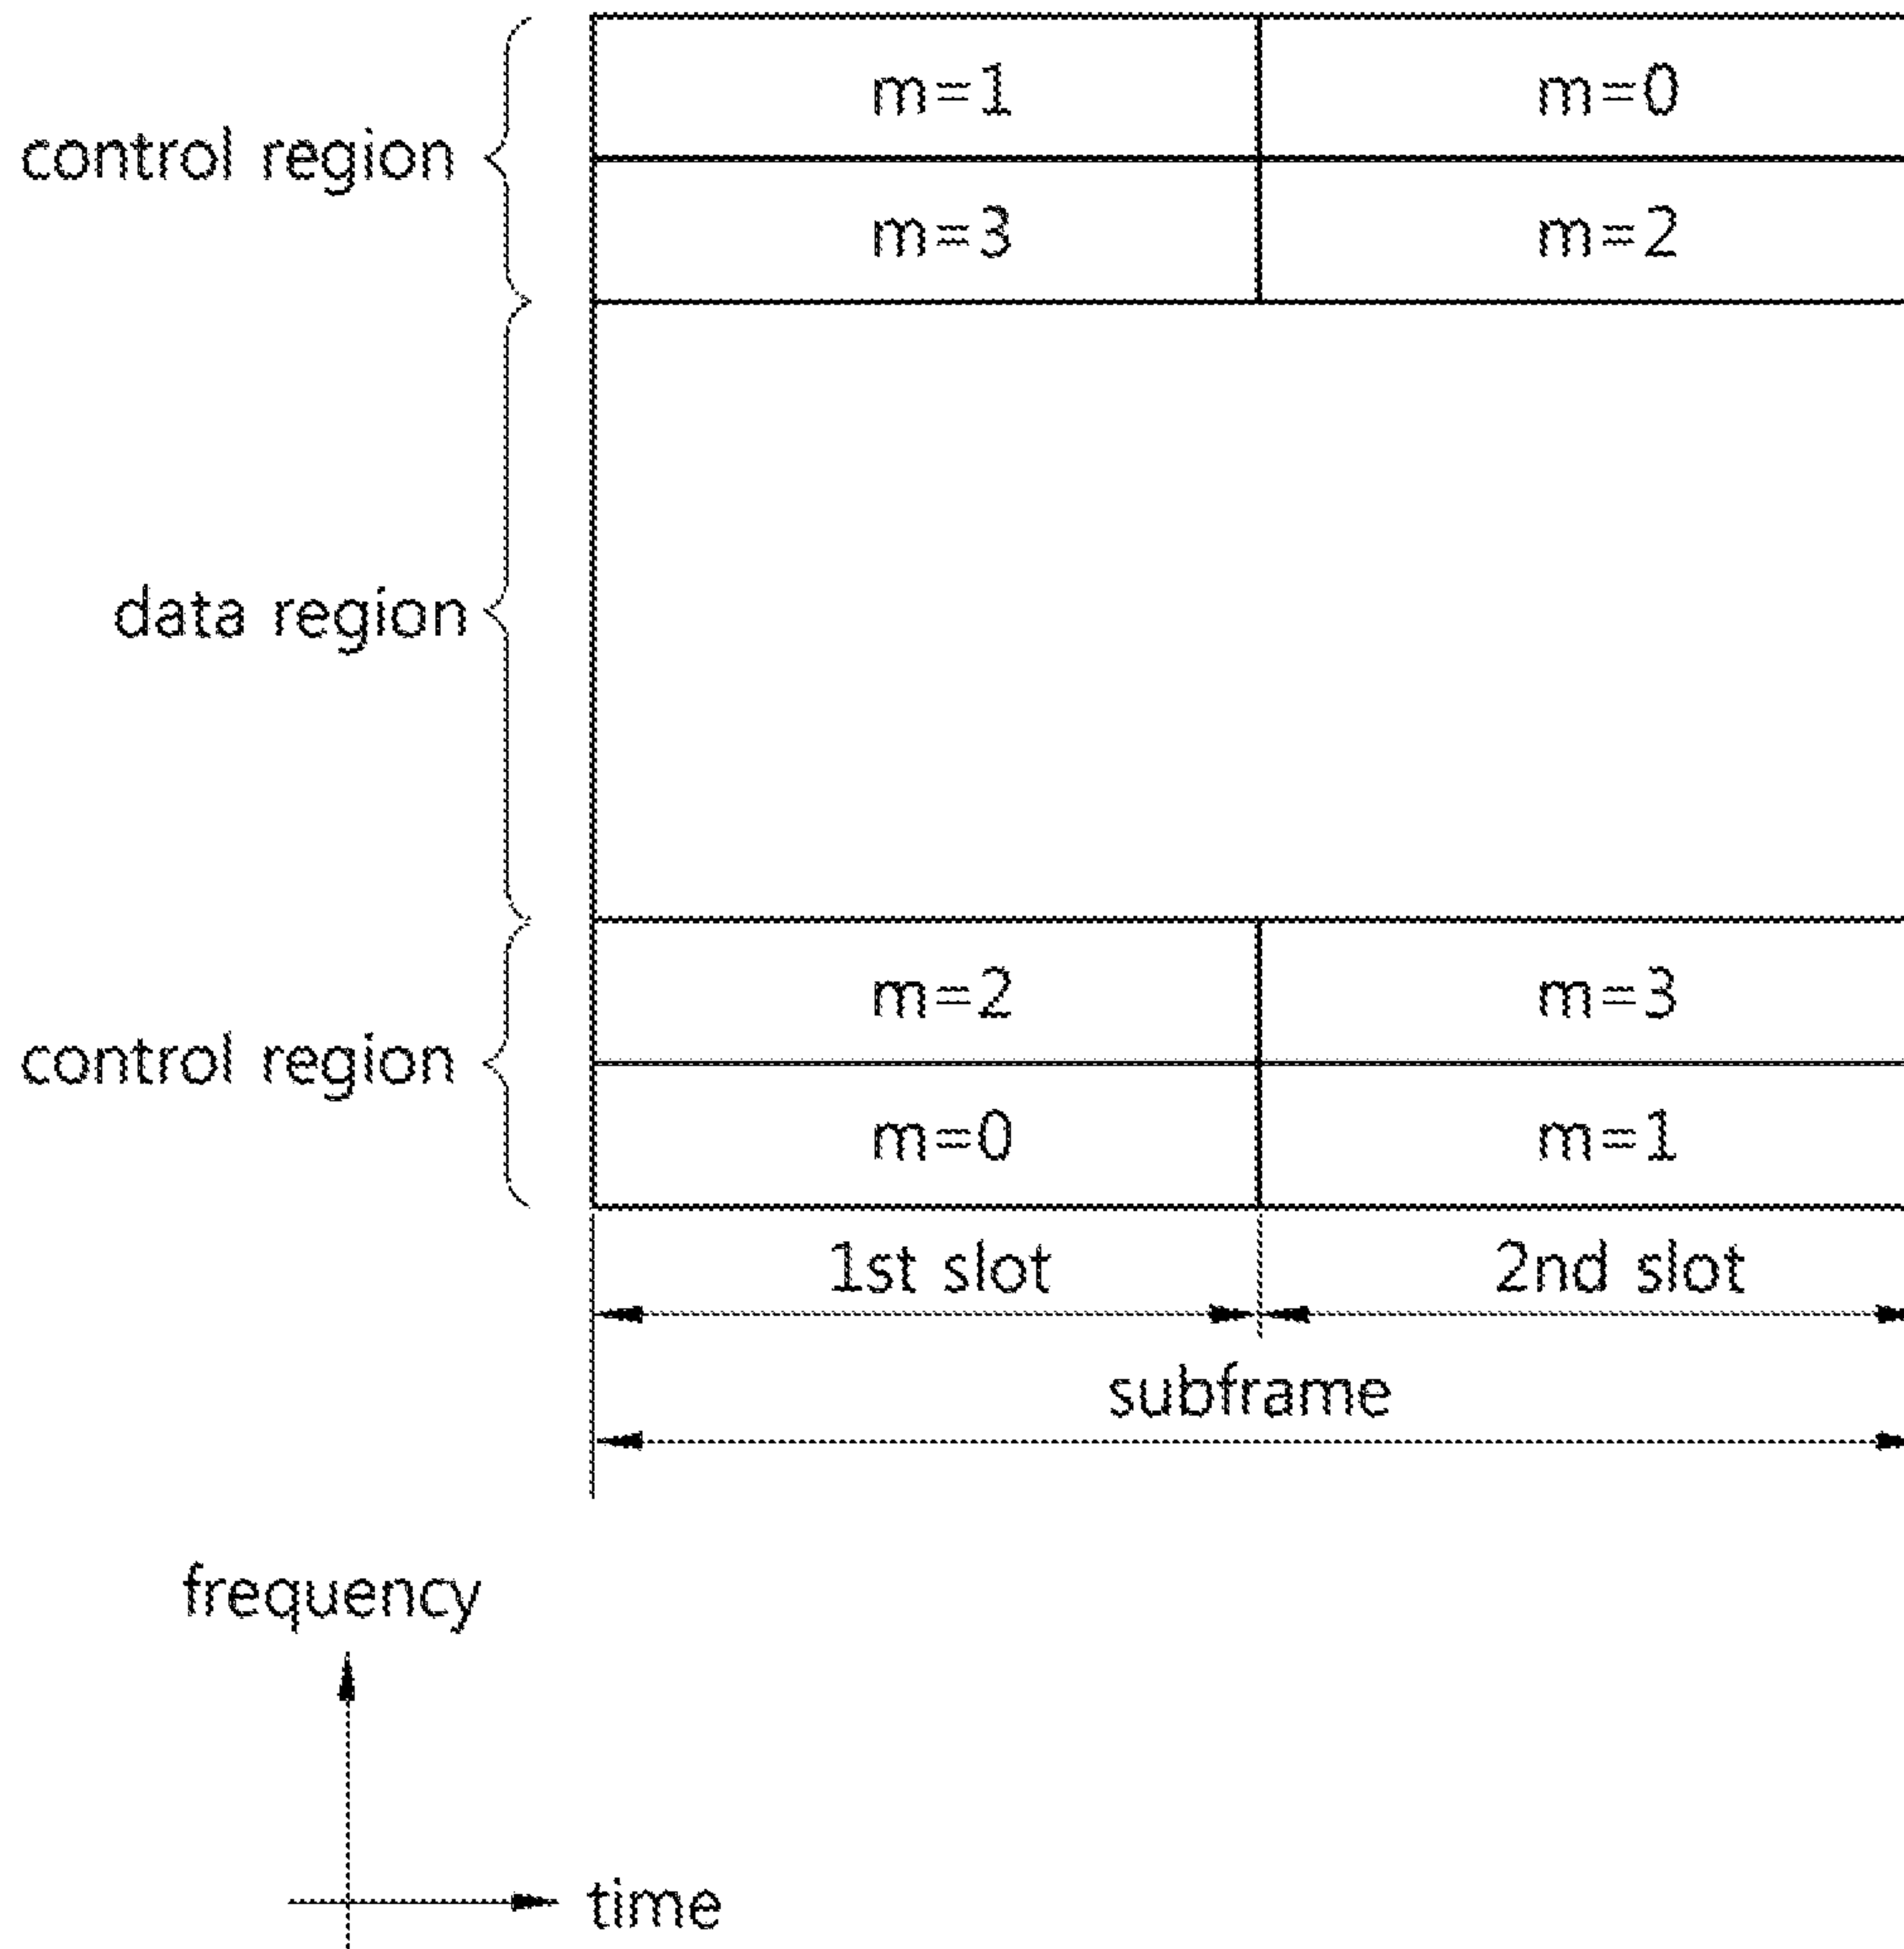 m=1 m=0
control region
m=3 m=2
data region
m=2 m=3
control region
m=0 m=1
1st slot 2nd slot
subframe
frequency
time